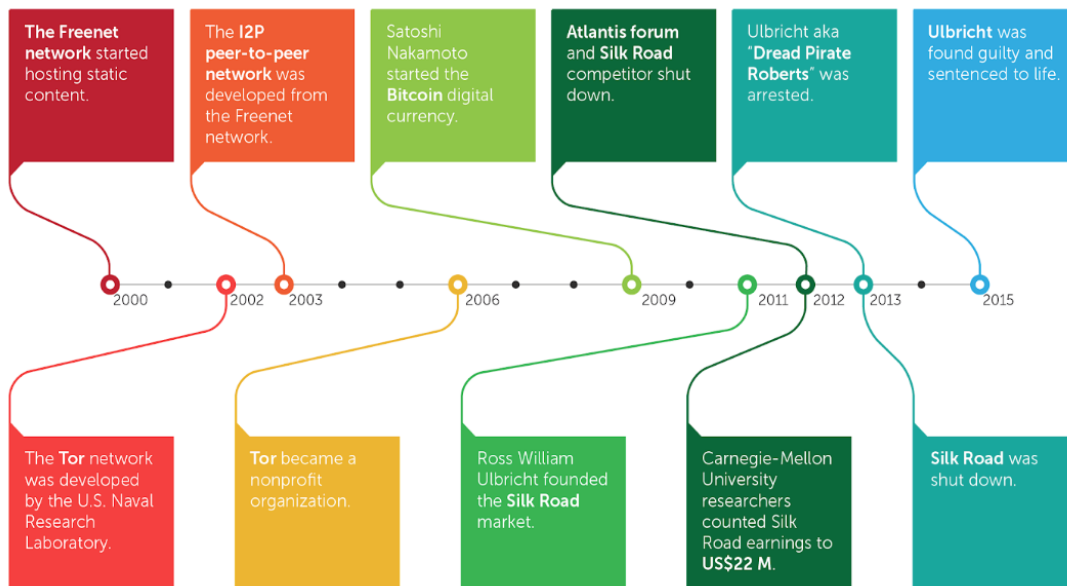 The Freenet
network started
hosting static
content.
The I2P
peer-to-peer
network was
developed from
the Freenet
network.
Satoshi
Nakamoto
started the
Bitcoin digital
currency.
Atlantis forum
and Silk Road
competitor shut
down.
Ulbricht aka
“Dread Pirate
Roberts” was
arrested.
Ulbricht was
found guilty and
sentenced to life.
2000
2002
2003
2006
2009
2011
2012
2013
2015
The Tor network
was developed
by the U.S. Naval
Research
Laboratory.
Tor became a
nonprofit
organization.
Ross William
Ulbricht founded
the Silk Road
market.
Carnegie-Mellon
University
researchers
counted Silk
Road earnings to
US$22 M.
Silk Road was
shut down.